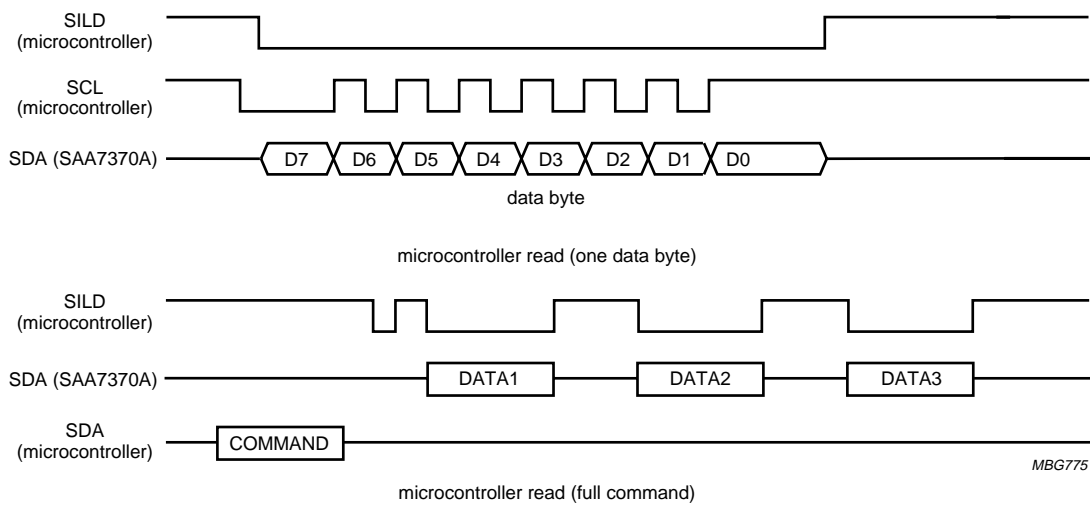 SILD
(microcontroller)
SCL
(microcontroller)
SDA (SAA7370A)
D7 D6 D5 D4 D3 D2 D1 D0
data byte
microcontroller read (one data byte)
SILD
(microcontroller)
SDA (SAA7370A)
DATA1 DATA2 DATA3
SDA
(microcontroller)
COMMAND
MBG775
microcontroller read (full command)